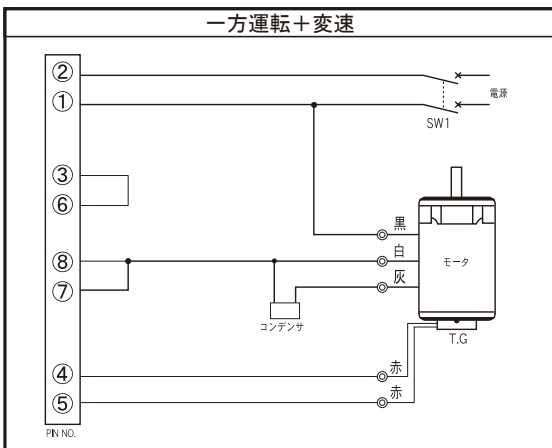 一方運転＋変速
②
①
電源
SW1
③
⑥
黒
⑧
白
モータ
灰
⑦
コンデンサ
T.G
④
赤
⑤
赤
PIN NO.